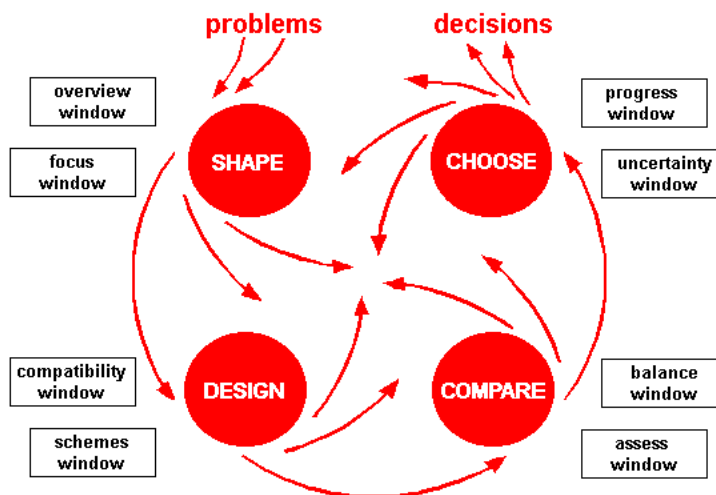 problems
decisions
overview
window
progress
window
focus
window
SHAPE
CHOOSE
uncertainty
window
compatibility
window
DESIGN
COMPARE
balance
window
schemes
window
assess
window